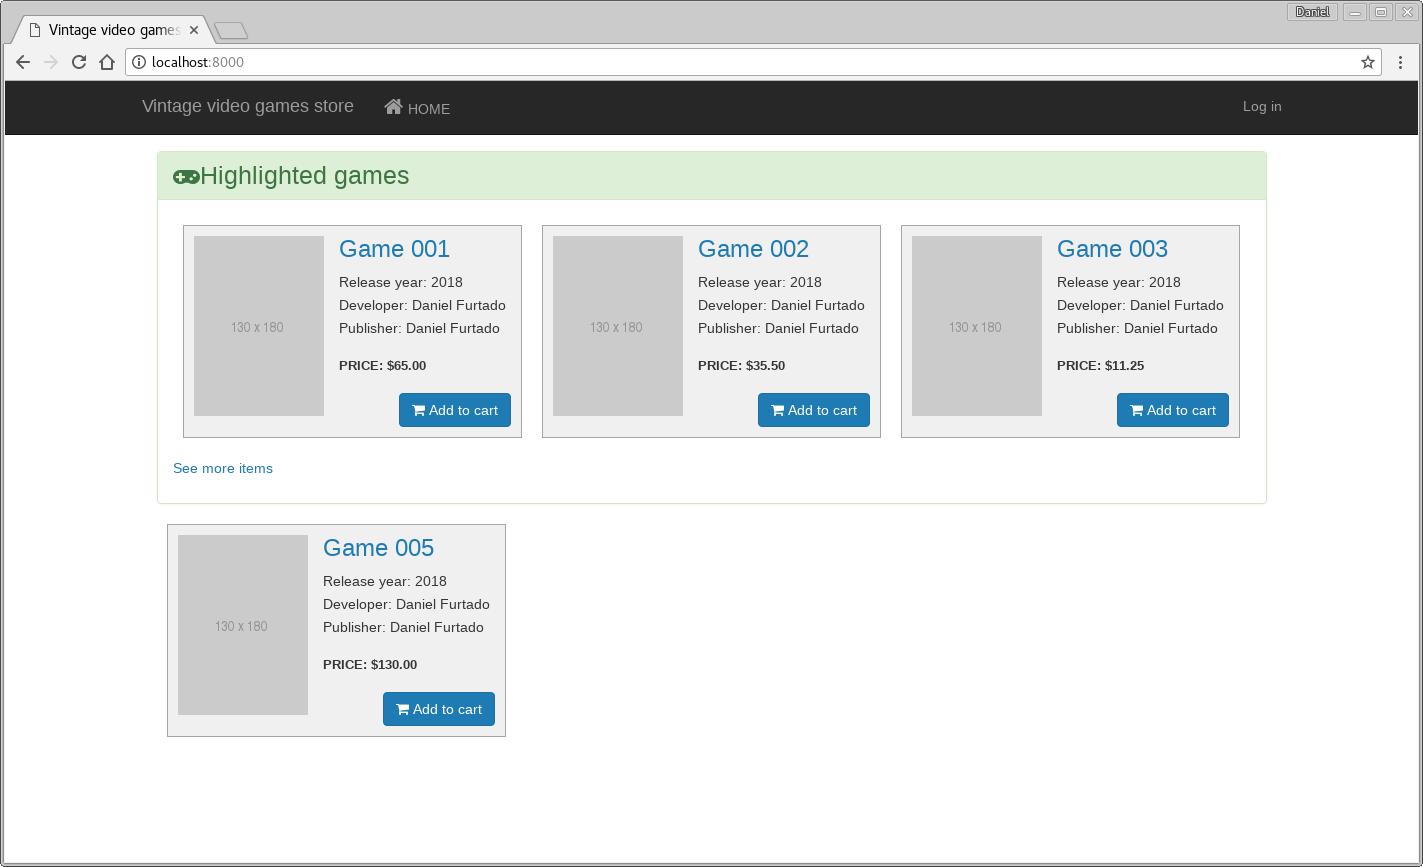 Daniel
Vintage video games
localhost:8000
Vintage video games store HOME Log in
Highlighted games
130 x 180
Game 001
Release year: 2018
Developer: Daniel Furtado
Publisher: Daniel Furtado
PRICE: $65.00
Add to cart
130 x 180
Game 002
Release year: 2018
Developer: Daniel Furtado
Publisher: Daniel Furtado
PRICE: $35.50
Add to cart
130 x 180
Game 003
Release year: 2018
Developer: Daniel Furtado
Publisher: Daniel Furtado
PRICE: $11.25
Add to cart
See more items
130 x 180
Game 005
Release year: 2018
Developer: Daniel Furtado
Publisher: Daniel Furtado
PRICE: $130.00
Add to cart